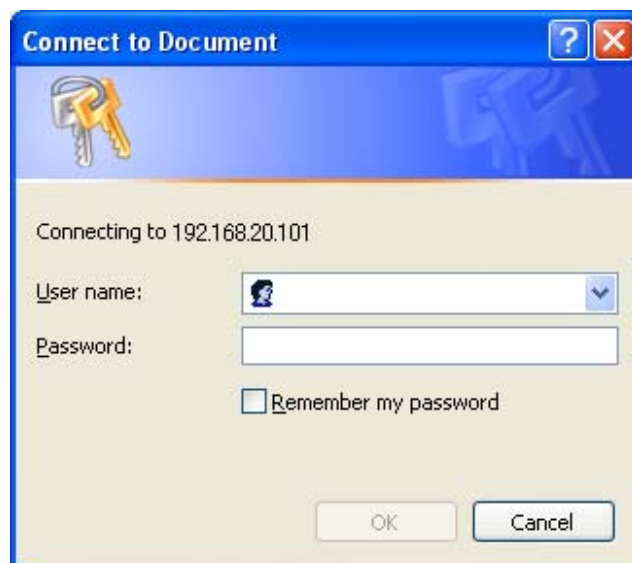 Connect to Document
Connecting to 192.168.20.101
User name:
Password:
Remember my password
OK Cancel